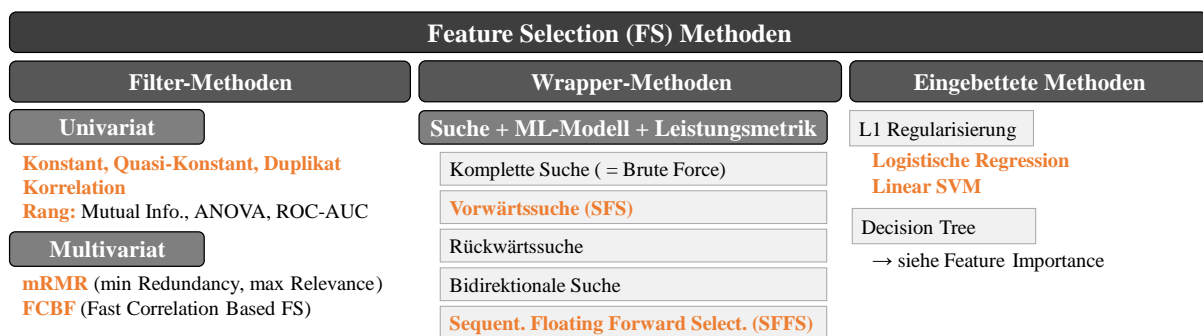 Feature Selection (FS) Methoden
Filter-Methoden
Univariat
Konstant, Quasi-Konstant, Duplikat
Korrelation
Rang: Mutual Info., ANOVA, ROC-AUC
Multivariat
mRMR (min Redundancy, max Relevance)
FCBF (Fast Correlation Based FS)
Wrapper-Methoden
Suche + ML-Modell + Leistungsmetrik
Komplette Suche ( = Brute Force)
Vorwärtssuche (SFS)
Rückwärtssuche
Bidirektionale Suche
Sequent. Floating Forward Select. (SFFS)
Eingebettete Methoden
L1 Regularisierung
Logistische Regression
Linear SVM
Decision Tree
→ siehe Feature Importance